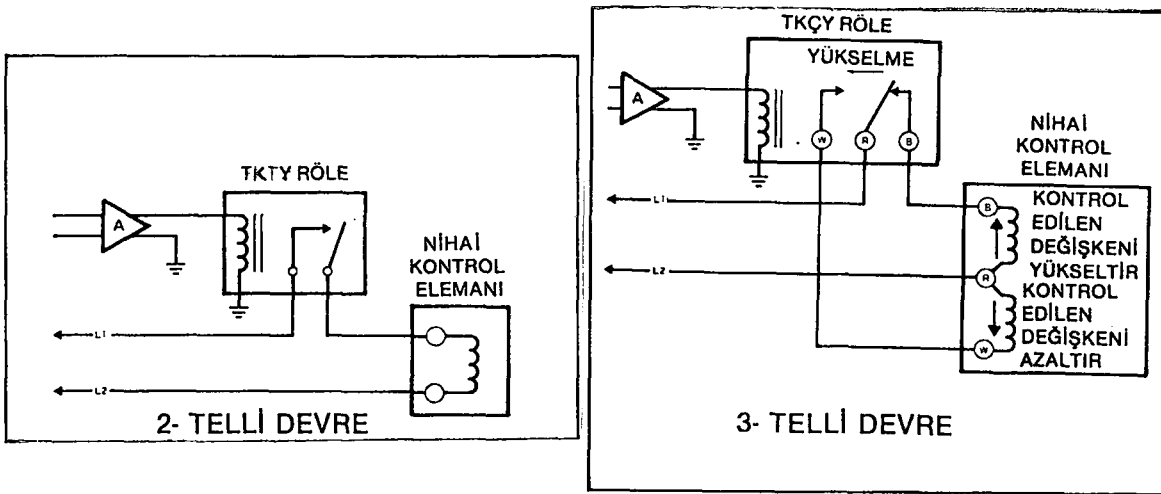 TKTY RÖLE
A
NİHAİ
KONTROL
ELEMANI
L1
L2
2- TELLİ DEVRE
TKÇY RÖLE
YÜKSELME
A
W
R
B
NİHAİ
KONTROL
ELEMANI
L1
L2
B
KONTROL
EDİLEN
DEĞİŞKENİ
YÜKSELTİR
R
KONTROL
EDİLEN
DEĞİŞKENİ
AZALTIR
W
3- TELLİ DEVRE